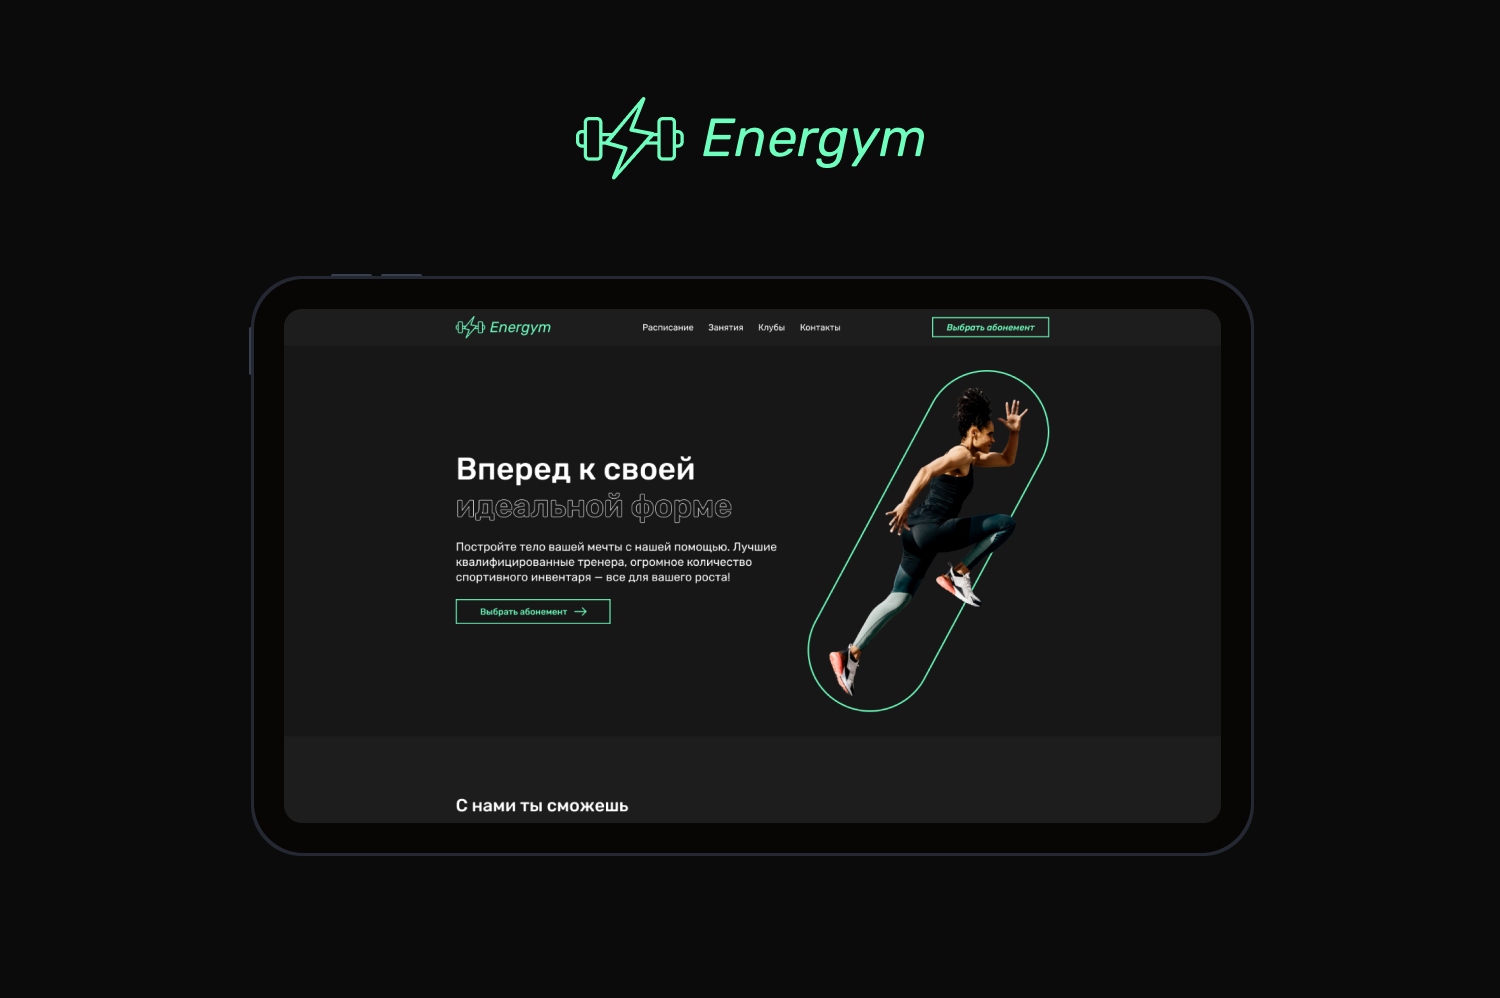 Energym
Energym
Расписание Занятия Клубы Контакты
Выбрать абонемент
Вперед к своей
идеальной форме
Постройте тело вашей мечты с нашей помощью. Лучшие
квалифицированные тренера, огромное количество
спортивного инвентаря — все для вашего роста!
Выбрать абонемент
С нами ты сможешь